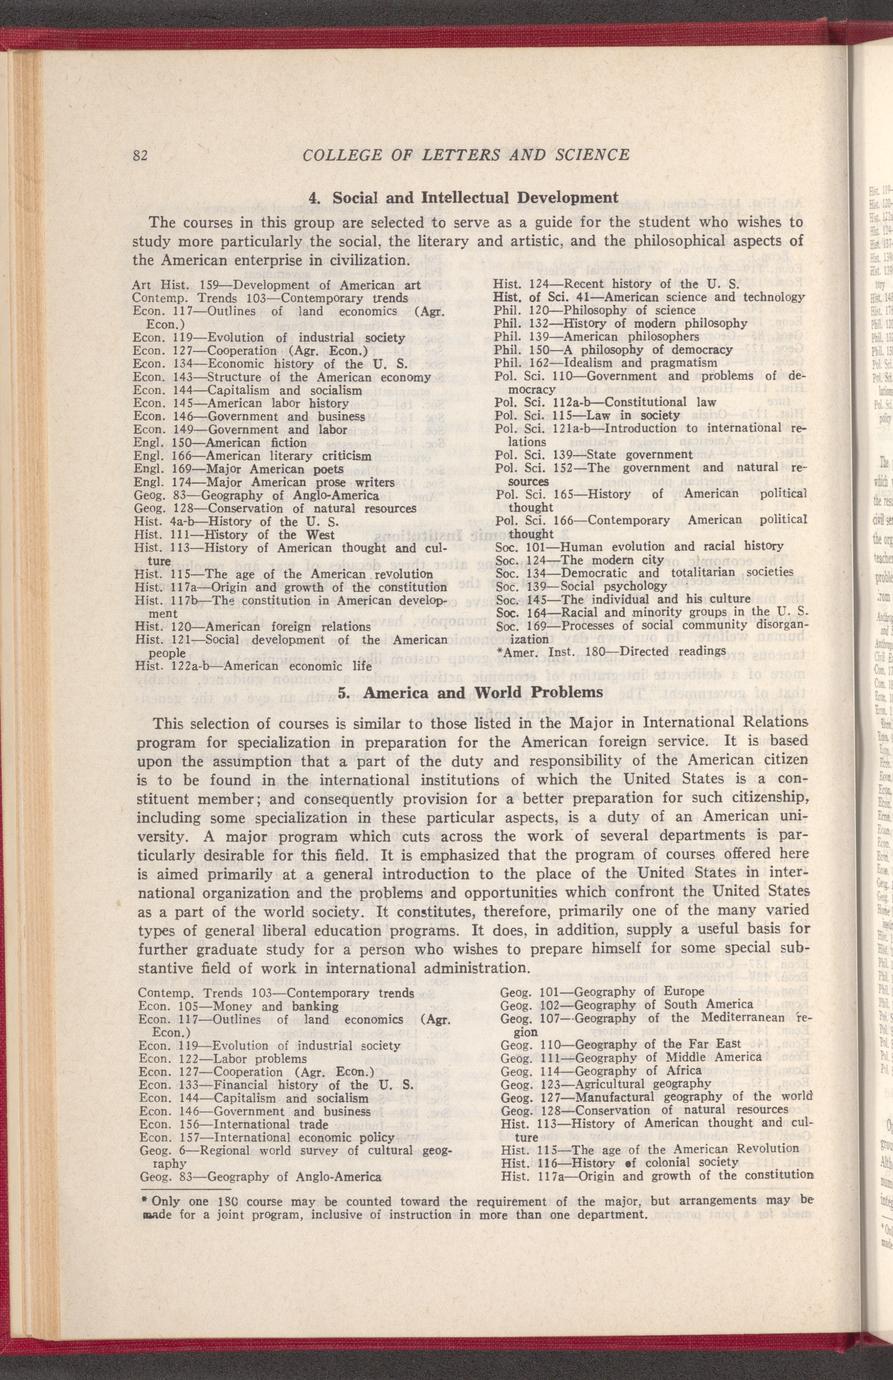 82
COLLEGE OF LETTERS AND SCIENCE
4. Social and Intellectual Development
The courses in this group are selected to serve as a guide for the student who wishes to
study more particularly the social, the literary and artistic, and the philosophical aspects of
the American enterprise in civilization.
Art Hist. 159—Development of American art
Contemp. Trends 103—Contemporary trends
Econ. 117—Outlines of land economics (Agr.
Econ.)
Econ. 119—Evolution of industrial society
Econ. 127—Cooperation (Agr. Econ.)
Econ. 134—Economic history of the U. S.
Econ. 143—Structure of the American economy
Econ. 144—Capitalism and socialism
Econ. 145—American labor history
Econ. 146—Government and business
Econ. 149—Government and labor
Engl. 150—American fiction
Engl. 166—American literary criticism
Engl. 169—Major American poets
Engl. 174—Major American prose writers
Geog. 83—Geography of Anglo-America
Geog. 128—Conservation of natural resources
Hist. 4a-b—History of the U. S.
Hist. 111—History of the West
Hist. 113—History of American thought and cul-
ture
Hist. 115—The age of the American revolution
Hist. 117a—Origin and growth of the constitution
Hist. 117b—The constitution in American develop-
ment
Hist. 120—American foreign relations
Hist. 121—Social development of the American
people
Hist. 122a-b—American economic life
Hist. 124—Recent history of the U. S.
Hist. of Sci. 41—American science and technology
Phil. 120—Philosophy of science
Phil. 132—History of modern philosophy
Phil. 139—American philosophers
Phil. 150—A philosophy of democracy
Phil. 162—Idealism and pragmatism
Pol. Sci. 110—Government and problems of de-
mocracy
Pol. Sci. 112a-b—Constitutional law
Pol. Sci. 115—Law in society
Pol. Sci. 121a-b—Introduction to international re-
lations
Pol. Sci. 139—State government
Pol. Sci. 152—The government and natural re-
sources
Pol. Sci. 165—History of American political
thought
Pol. Sci. 166—Contemporary American political
thought
Soc. 101—Human evolution and racial history
Soc. 124—The modern city
Soc. 134—Democratic and totalitarian societies
Soc. 139—Social psychology
Soc. 145—The individual and his culture
Soc. 164—Racial and minority groups in the U. S.
Soc. 169—Processes of social community disorgan-
ization
*Amer. Inst. 180—Directed readings
5. America and World Problems
This selection of courses is similar to those listed in the Major in International Relations
program for specialization in preparation for the American foreign service. It is based
upon the assumption that a part of the duty and responsibility of the American citizen
is to be found in the international institutions of which the United States is a con-
stituent member; and consequently provision for a better preparation for such citizenship,
including some specialization in these particular aspects, is a duty of an American uni-
versity. A major program which cuts across the work of several departments is par-
ticularly desirable for this field. It is emphasized that the program of courses offered here
is aimed primarily at a general introduction to the place of the United States in inter-
national organization and the problems and opportunities which confront the United States
as a part of the world society. It constitutes, therefore, primarily one of the many varied
types of general liberal education programs. It does, in addition, supply a useful basis for
further graduate study for a person who wishes to prepare himself for some special sub-
stantive field of work in international administration.
Contemp. Trends 103—Contemporary trends
Econ. 105—Money and banking
Econ. 117—Outlines of land economics (Agr.
Econ.)
Econ. 119—Evolution of industrial society
Econ. 122—Labor problems
Econ. 127—Cooperation (Agr. Econ.)
Econ. 133—Financial history of the U. S.
Econ. 144—Capitalism and socialism
Econ. 146—Government and business
Econ. 156—International trade
Econ. 157—International economic policy
Geog. 6—Regional world survey of cultural geog-
raphy
Geog. 83—Geography of Anglo-America
Geog. 101—Geography of Europe
Geog. 102—Geography of South America
Geog. 107—Geography of the Mediterranean re-
gion
Geog. 110—Geography of the Far East
Geog. 111—Geography of Middle America
Geog. 114—Geography of Africa
Geog. 123—Agricultural geography
Geog. 127—Manufactural geography of the world
Geog. 128—Conservation of natural resources
Hist. 113—History of American thought and cul-
ture
Hist. 115—The age of the American Revolution
Hist. 116—History of colonial society
Hist. 117a—Origin and growth of the constitution
* Only one 180 course may be counted toward the requirement of the major, but arrangements may be
made for a joint program, inclusive of instruction in more than one department.